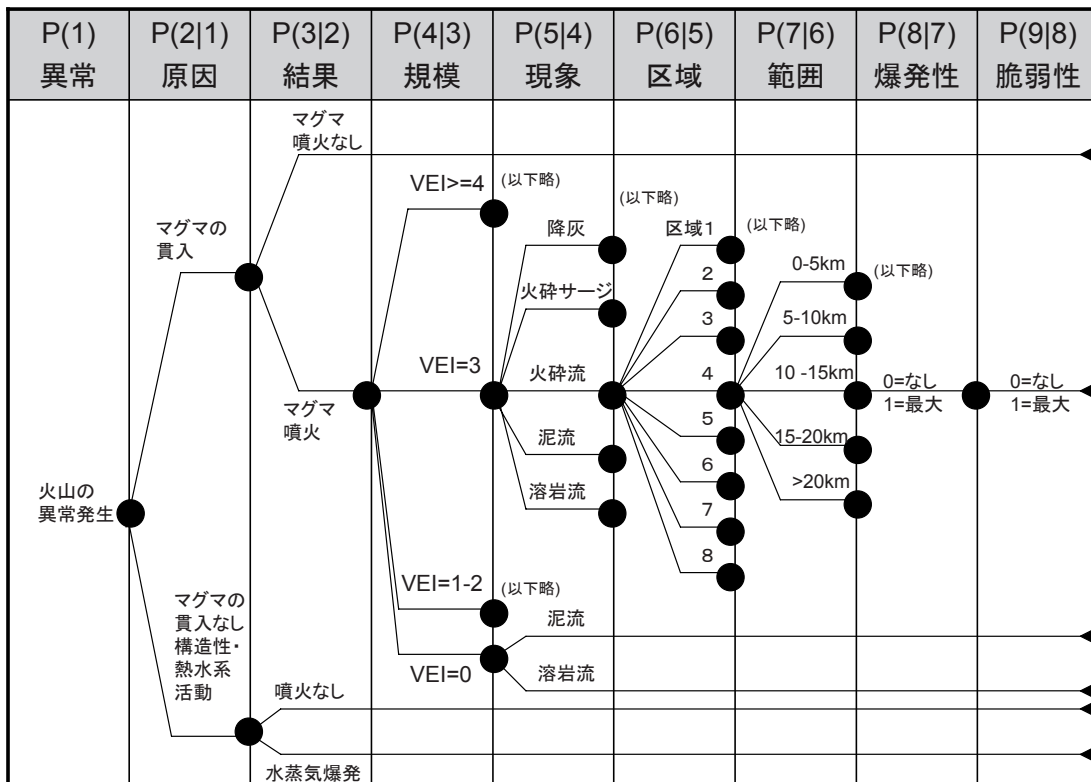 P(1)
異常
P(2|1)
原因
P(3|2)
結果
P(4|3)
規模
P(5|4)
現象
P(6|5)
区域
P(7|6)
範囲
P(8|7)
爆発性
P(9|8)
脆弱性
火山の
異常発生
マグマの
貫入
マグマの
貫入なし
構造性・
熱水系
活動
マグマ
噴火なし
マグマ
噴火
噴火なし
水蒸気爆発
VEI>=4
VEI=3
VEI=1-2
VEI=0
(以下略)
降灰
火砕サージ
火砕流
泥流
溶岩流
(以下略)
泥流
溶岩流
(以下略)
区域1
2
3
4
5
6
7
8
(以下略)
0-5km
5-10km
10 -15km
15-20km
>20km
(以下略)
0=なし
1=最大
0=なし
1=最大